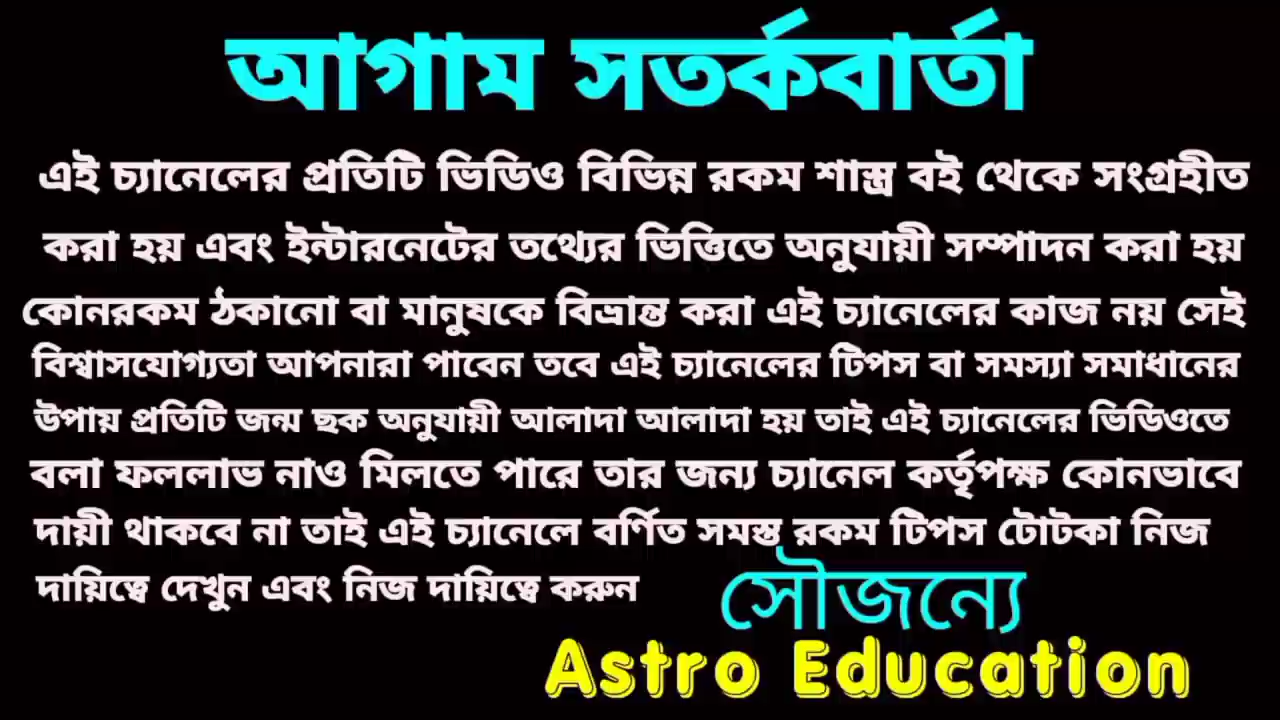 আগাম সতর্কবার্তা
এই চ্যানেলের প্রতিটি ভিডিও বিভিন্ন রকম শাস্ত্র বই থেকে সংগ্রহীত
করা হয় এবং ইন্টারনেটের তথ্যের ভিত্তিতে অনুযায়ী সম্পাদন করা হয়
কোনরকম ঠকানো বা মানুষকে বিভ্রান্ত করা এই চ্যানেলের কাজ নয় সেই
বিশ্বাসযোগ্যতা আপনারা পাবেন তবে এই চ্যানেলের টিপস বা সমস্যা সমাধানের
উপায় প্রতিটি জন্ম ছক অনুযায়ী আলাদা আলাদা হয় তাই এই চ্যানেলের ভিডিওতে
বলা ফললাভ নাও মিলতে পারে তার জন্য চ্যানেল কর্তৃপক্ষ কোনভাবে
দায়ী থাকবে না তাই এই চ্যানেলে বর্ণিত সমস্ত রকম টিপস টোটকা নিজ
দায়িত্বে দেখুন এবং নিজ দায়িত্বে করুন
সৌজন্যে
Astro Education